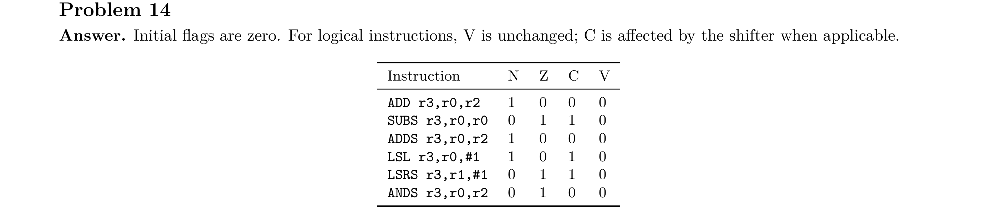 Problem 14
Answer. Initial flags are zero. For logical instructions, V is unchanged; C is affected by the shifter when applicable.
Instruction N Z C V
ADD r3,r0,r2 1 0 0 0
SUBS r3,r0,r0 0 1 1 0
ADDS r3,r0,r2 1 0 0 0
LSL r3,r0,#1 1 0 1 0
LSRS r3,r1,#1 0 1 1 0
ANDS r3,r0,r2 0 1 0 0